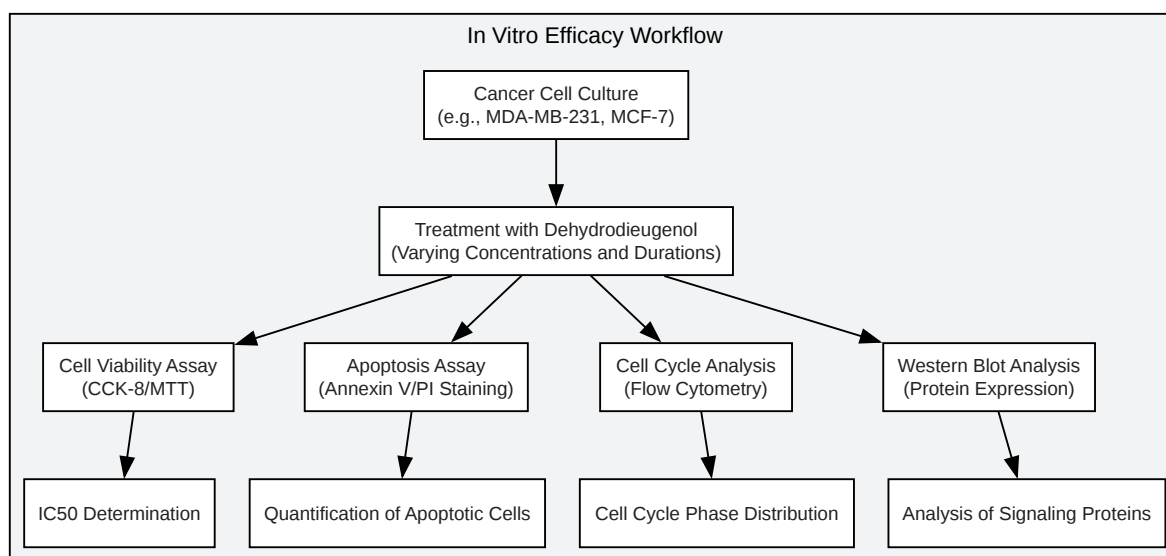 In Vitro Efficacy Workflow
Cancer Cell Culture
(e.g., MDA-MB-231, MCF-7)
Treatment with Dehydrodieugenol
(Varying Concentrations and Durations)
Cell Viability Assay
(CCK-8/MTT)
Apoptosis Assay
(Annexin V/PI Staining)
Cell Cycle Analysis
(Flow Cytometry)
Western Blot Analysis
(Protein Expression)
IC50 Determination
Quantification of Apoptotic Cells
Cell Cycle Phase Distribution
Analysis of Signaling Proteins